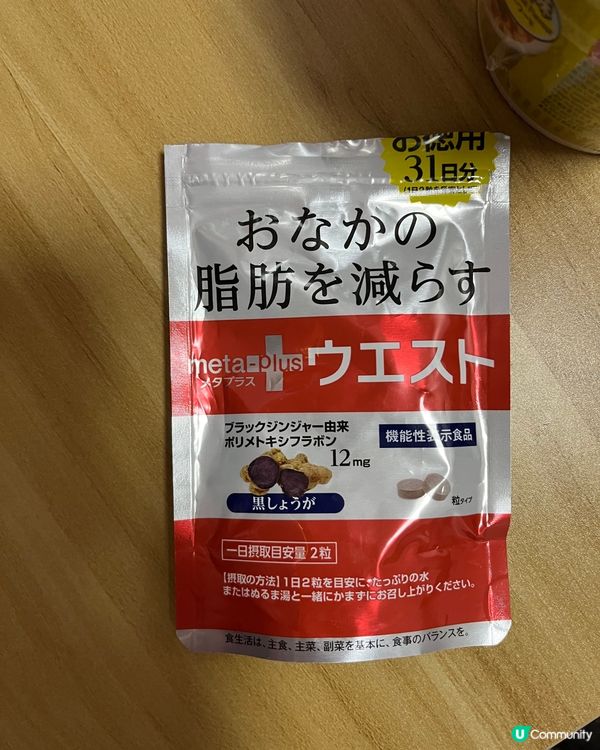 お徳用
31日分
おなかの
脂肪を減らす
meta-plus
メタプラス
ウエスト
ブラックジンジャー由来
ポリメトキシフラボン
12mg
機能性表示食品
黒しょうが
粒タイプ
一日摂取目安量 2粒
【摂取の方法】1日2粒を目安に、たっぷりの水
またはぬるま湯と一緒にかまずにお召し上がりください。
食生活は、主食、主菜、副菜を基本に、食事のバランスを。
U Community